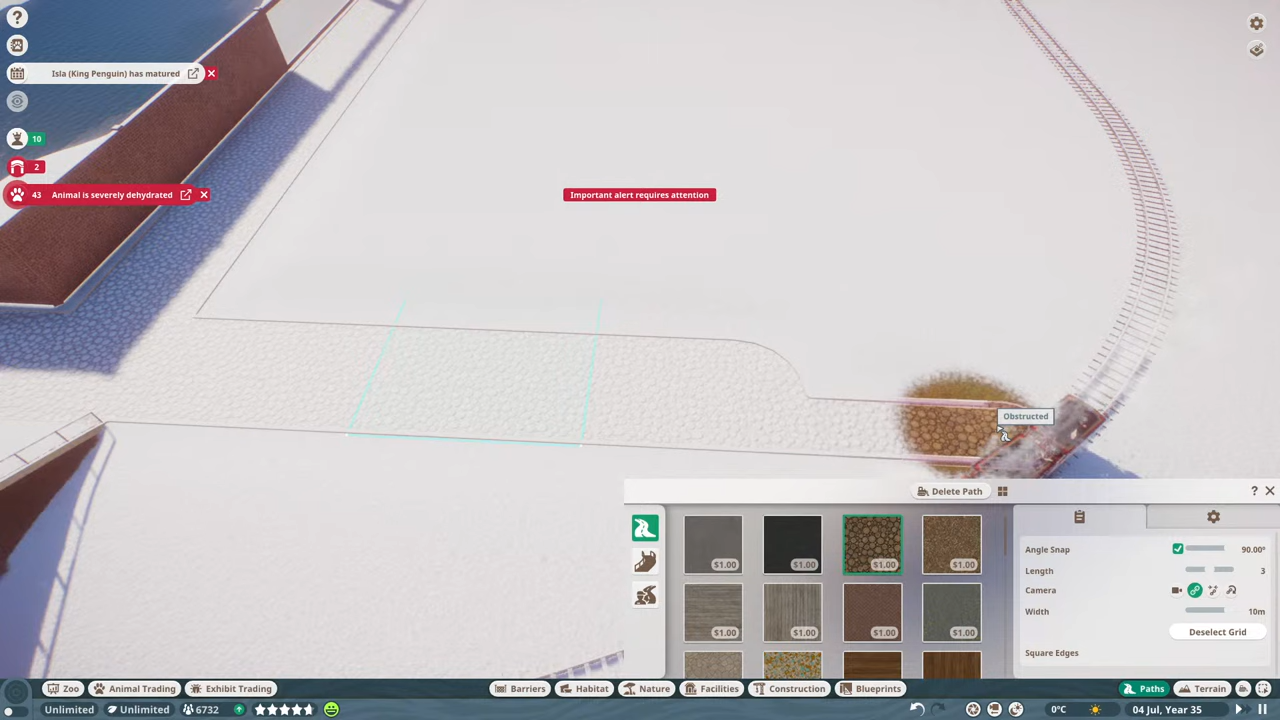 ?
Isla (King Penguin) has matured
10
2
43 Animal is severely dehydrated
Important alert requires attention
Obstructed
Delete Path
?
$1.00 $1.00 $1.00 $1.00
$1.00 $1.00 $1.00 $1.00
Angle Snap 90.00°
Length 3
Camera
Width 10m
Deselect Grid
Square Edges
Zoo Animal Trading Exhibit Trading Barriers Habitat Nature Facilities Construction Blueprints Paths Terrain
Unlimited Unlimited 6732 0°C 04 Jul, Year 35